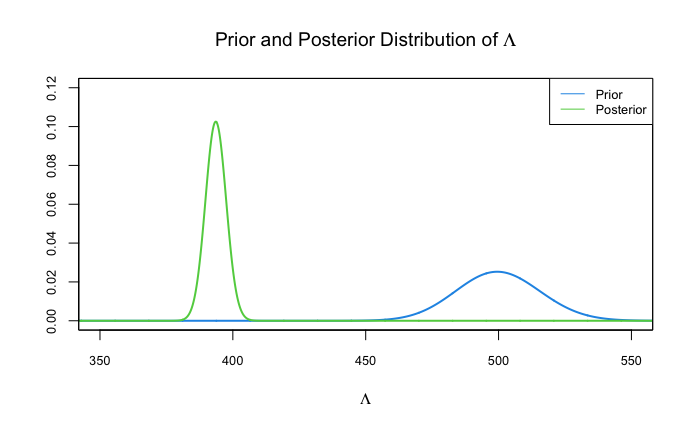 Prior and Posterior Distribution of Λ
Prior
Posterior
0.12
0.10
0.08
0.06
0.04
0.02
0.00
350 400 450 500 550
Λ